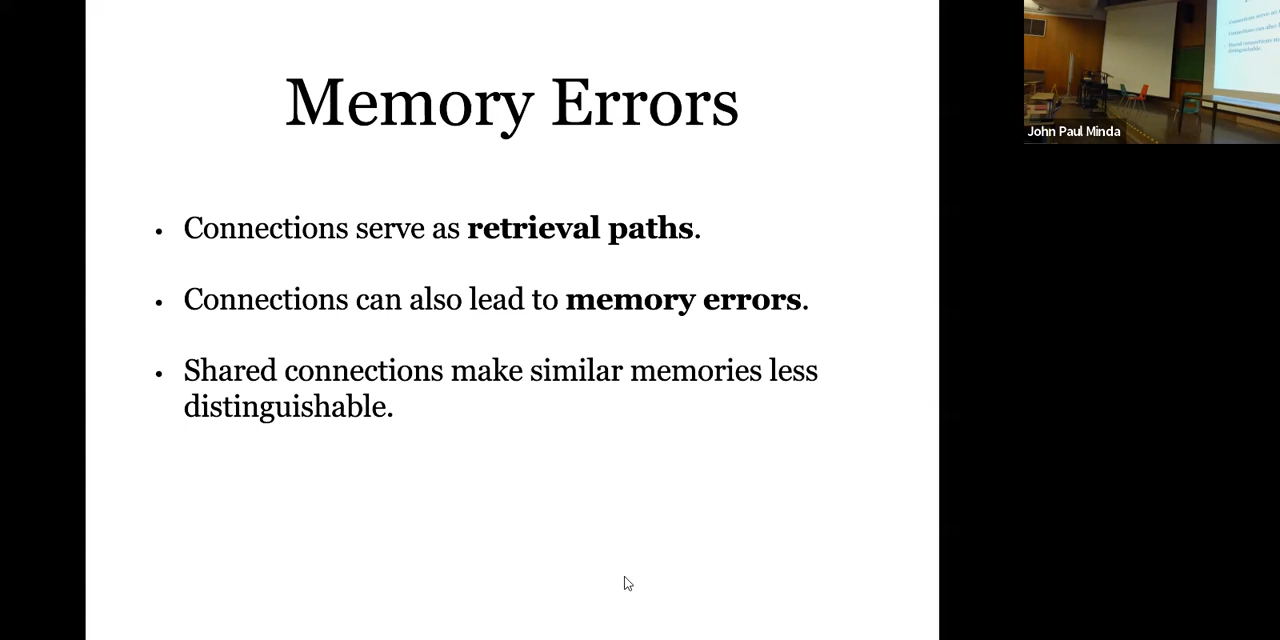 Memory Errors
• Connections serve as retrieval paths.
• Connections can also lead to memory errors.
• Shared connections make similar memories less
distinguishable.
John Paul Minda